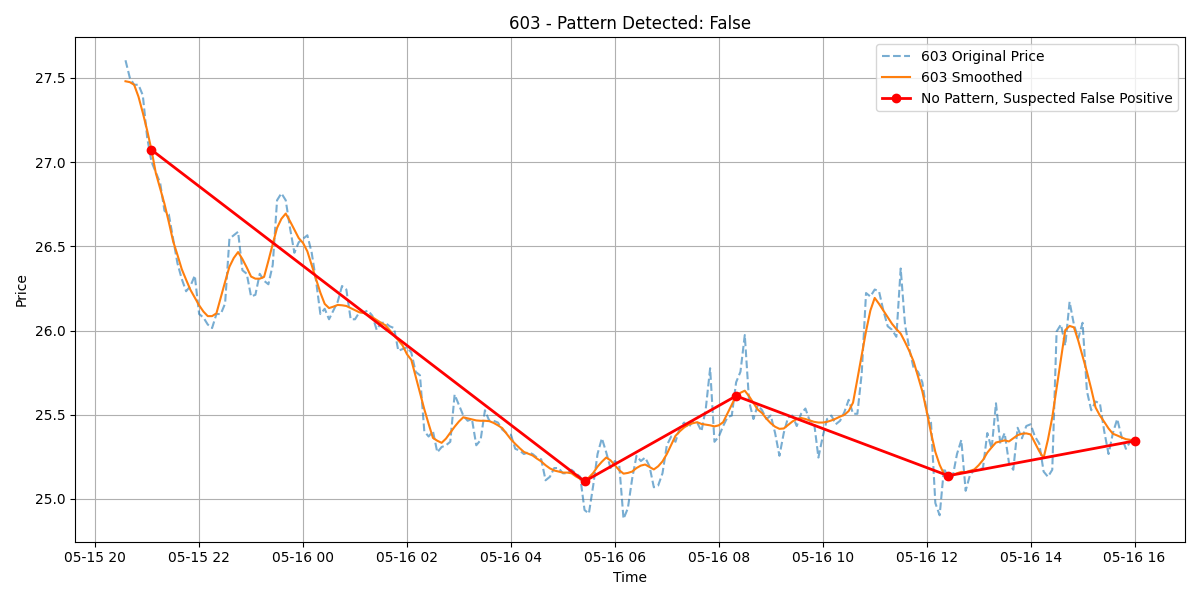 603 - Pattern Detected: False
603 Original Price
603 Smoothed
No Pattern, Suspected False Positive
Price
27.5
27.0
26.5
26.0
25.5
25.0
05-15 20 05-15 22 05-16 00 05-16 02 05-16 04 05-16 06 05-16 08 05-16 10 05-16 12 05-16 14 05-16 16
Time